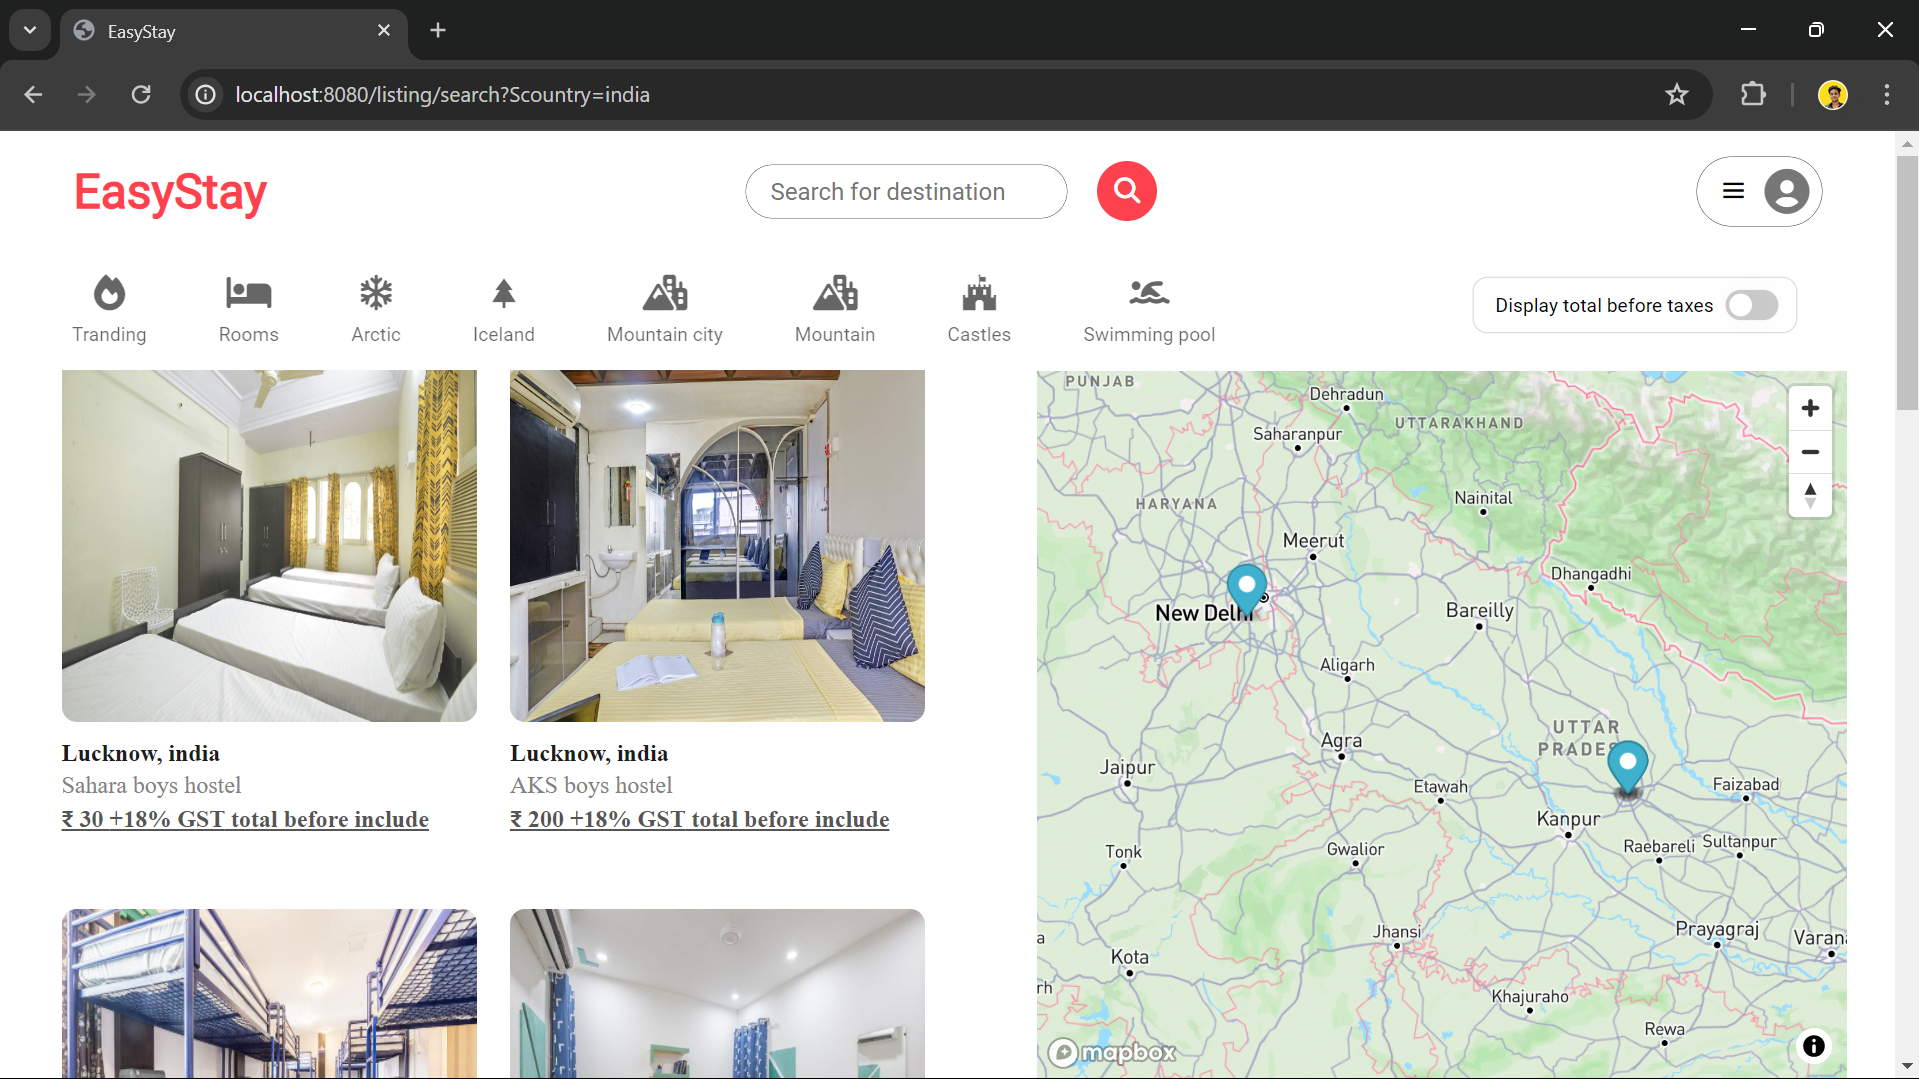 EasyStay
localhost:8080/listing/search?Scountry=india
EasyStay
Search for destination
Tranding
Rooms
Arctic
Iceland
Mountain city
Mountain
Castles
Swimming pool
Display total before taxes
Lucknow, india
Sahara boys hostel
₹ 30 +18% GST total before include
Lucknow, india
AKS boys hostel
₹ 200 +18% GST total before include
PUNJAB
Dehradun
UTTARAKHAND
Saharanpur
HARYANA
Nainital
Meerut
Dhangadhi
New Delhi
Bareilly
Aligarh
UTTAR
PRADES
Agra
Jaipur
Etawah
Faizabad
Kanpur
Tonk
Gwalior
Raebareli
Sultanpur
Jhansi
Prayagraj
Varana
a
Kota
rh
Khajuraho
Rewa
mapbox